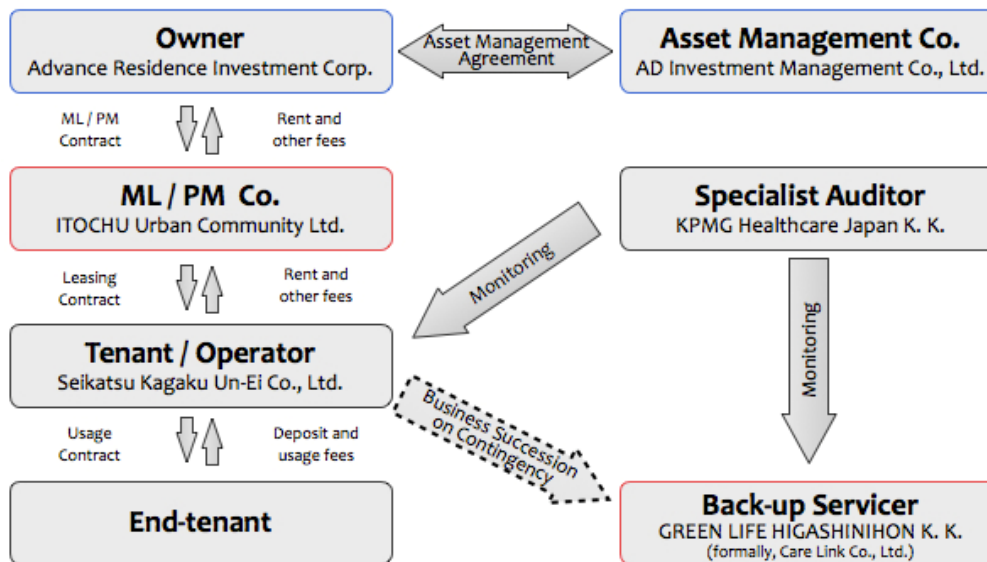 Owner
Advance Residence Investment Corp.
Asset Management
Agreement
Asset Management Co.
AD Investment Management Co., Ltd.
ML / PM
Contract
Rent and
other fees
ML / PM Co.
ITOCHU Urban Community Ltd.
Specialist Auditor
KPMG Healthcare Japan K. K.
Leasing
Contract
Rent and
other fees
Monitoring
Monitoring
Tenant / Operator
Seikatsu Kagaku Un-Ei Co., Ltd.
Usage
Contract
Deposit and
usage fees
Business Succession
on Contingency
End-tenant
Back-up Servicer
GREEN LIFE HIGASHINIHON K. K.
(formally, Care Link Co., Ltd.)